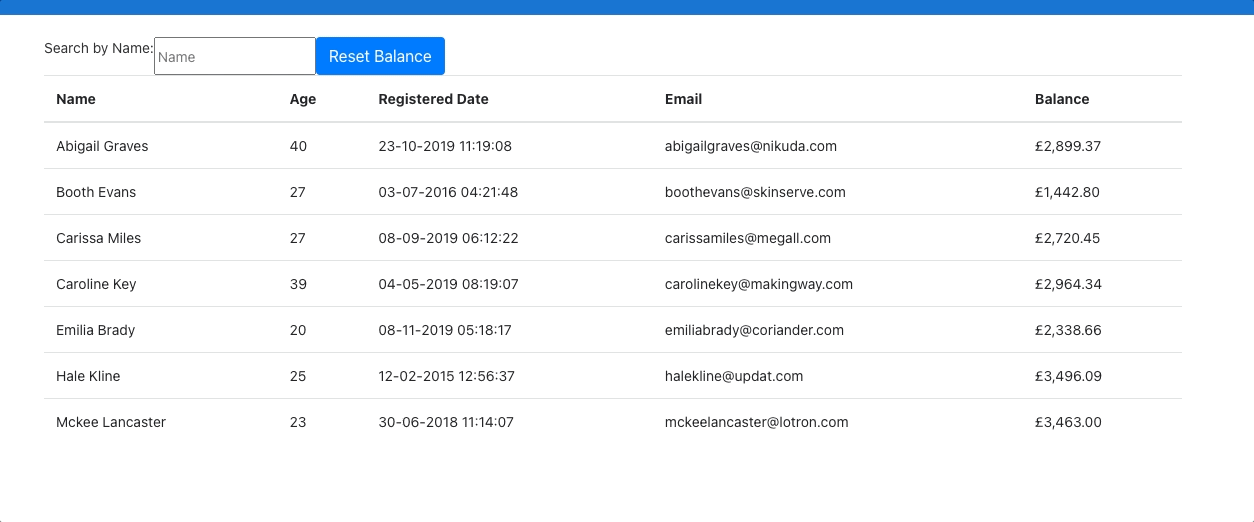 Search by Name: Name Reset Balance
Name Age Registered Date Email Balance
Abigail Graves 40 23-10-2019 11:19:08 abigailgraves@nikuda.com £2,899.37
Booth Evans 27 03-07-2016 04:21:48 boothevans@skinserve.com £1,442.80
Carissa Miles 27 08-09-2019 06:12:22 carissamiles@megall.com £2,720.45
Caroline Key 39 04-05-2019 08:19:07 carolinekey@makingway.com £2,964.34
Emilia Brady 20 08-11-2019 05:18:17 emiliabrady@coriander.com £2,338.66
Hale Kline 25 12-02-2015 12:56:37 halekline@updat.com £3,496.09
Mckee Lancaster 23 30-06-2018 11:14:07 mckeelancaster@lotron.com £3,463.00